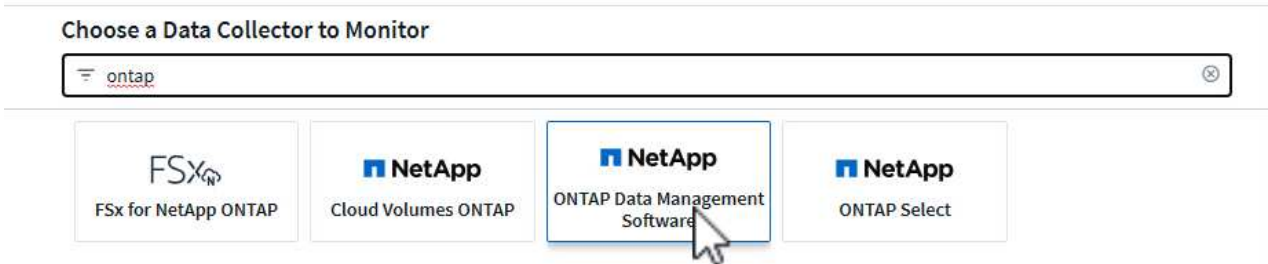 Choose a Data Collector to Monitor
ontap
FSx N
FSx for NetApp ONTAP
NetApp
Cloud Volumes ONTAP
NetApp
ONTAP Data Management
Software
NetApp
ONTAP Select